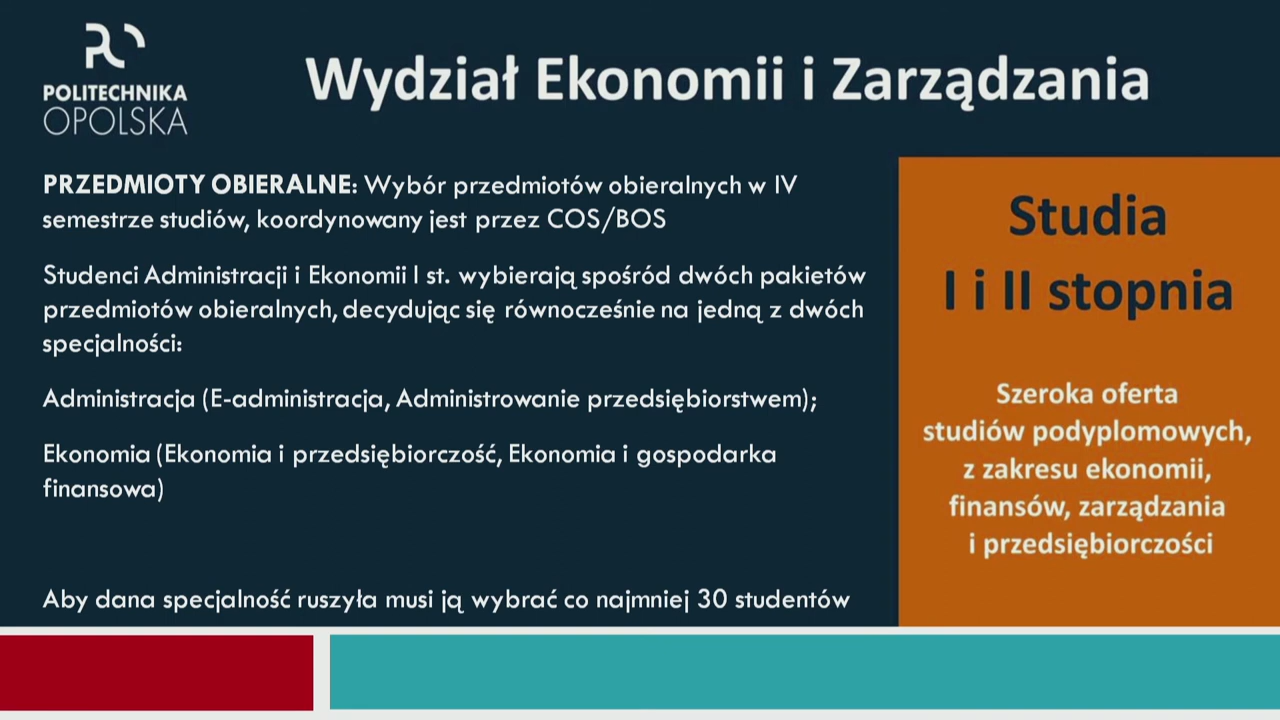 POLITECHNIKA
OPOLSKA
Wydział Ekonomii i Zarządzania
PRZEDMIOTY OBIERALNE: Wybór przedmiotów obieralnych w IV
semestrze studiów, koordynowany jest przez COS/BOS
Studenci Administracji i Ekonomii I st. wybierają spośród dwóch pakietów
przedmiotów obieralnych, decydując się równocześnie na jedną z dwóch
specjalności:
Administracja (E-administracja, Administrowanie przedsiębiorstwem);
Ekonomia (Ekonomia i przedsiębiorczość, Ekonomia i gospodarka
finansowa)
Aby dana specjalność ruszyła musi ją wybrać co najmniej 30 studentów
Studia
I i II stopnia
Szeroka oferta
studiów podyplomowych,
z zakresu ekonomii,
finansów, zarządzania
i przedsiębiorczości